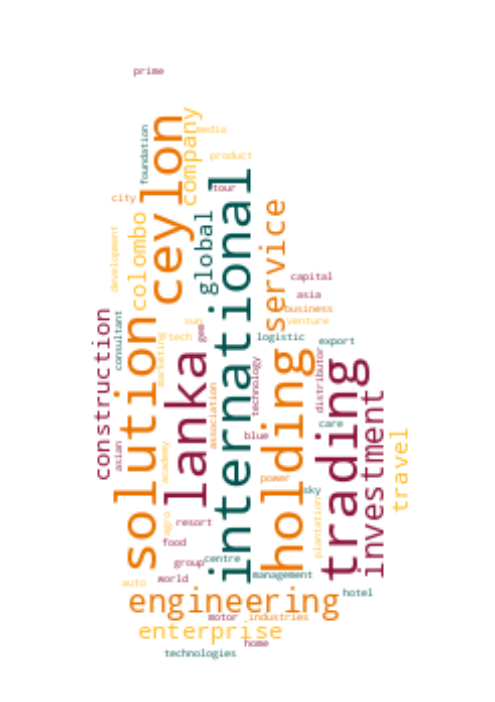 prime
foundation
ceylon
company
media
product
tour
city
colombo
global
international
service
development
capital
asia
business
venture
sun
tech
gem
logistic
export
construction
consultant
solution
marketing
lanka
association
technology
holding
distributor
trading
investment
travel
care
blue
asian
academy
power
sky
plantation
agro
resort
food
group
centre
management
world
auto
hotel
engineering
motor
industries
enterprise
home
technologies